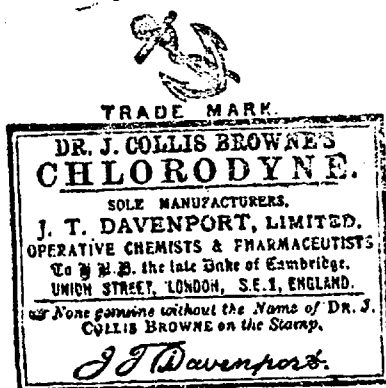 TRADE MARK.
DR. J. COLLIS BROWNE'S
CHLORODYNE.
SOLE MANUFACTURERS,
J. T. DAVENPORT, LIMITED.
OPERATIVE CHEMISTS & PHARMACEUTISTS
To H.R.H. the late Duke of Cambridge.
UNION STREET, LONDON, S.E.1, ENGLAND.
None genuine without the Name of DR. J.
COLLIS BROWNE on the Stamp.
J T Davenport.